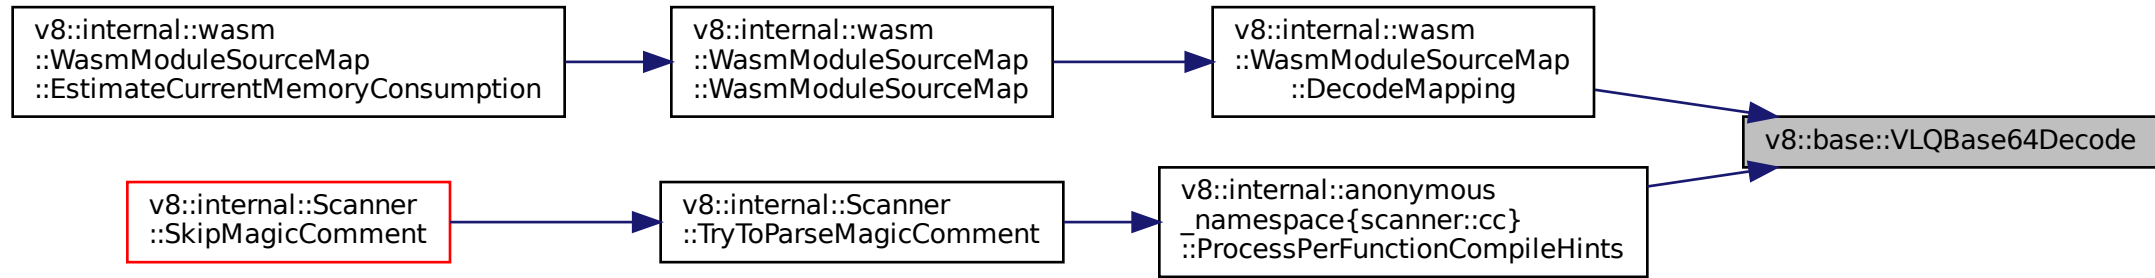 v8::internal::wasm
::WasmModuleSourceMap
::EstimateCurrentMemoryConsumption
v8::internal::wasm
::WasmModuleSourceMap
::WasmModuleSourceMap
v8::internal::wasm
::WasmModuleSourceMap
::DecodeMapping
v8::base::VLQBase64Decode
v8::internal::Scanner
::SkipMagicComment
v8::internal::Scanner
::TryToParseMagicComment
v8::internal::anonymous
_namespace{scanner::cc}
::ProcessPerFunctionCompileHints